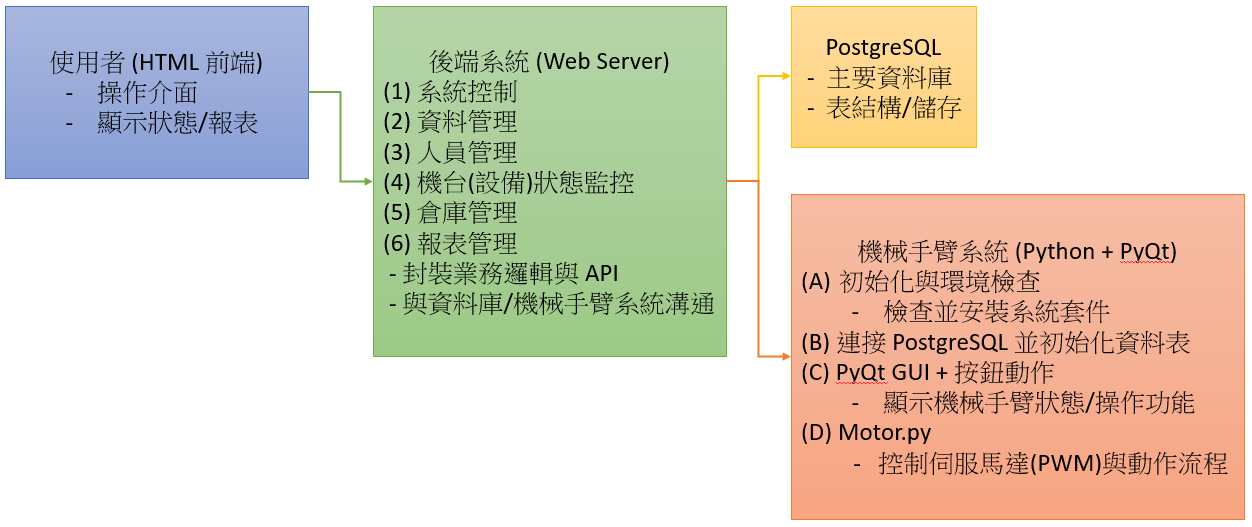 使用者 (HTML 前端)
- 操作介面
- 顯示狀態/報表
後端系統 (Web Server)
(1) 系統控制
(2) 資料管理
(3) 人員管理
(4) 機台(設備)狀態監控
(5) 倉庫管理
(6) 報表管理
- 封裝業務邏輯與 API
- 與資料庫/機械手臂系統溝通
PostgreSQL
- 主要資料庫
- 表結構/儲存
機械手臂系統 (Python + PyQt)
(A) 初始化與環境檢查
- 檢查並安裝系統套件
(B) 連接 PostgreSQL 並初始化資料表
(C) PyQt GUI + 按鈕動作
- 顯示機械手臂狀態/操作功能
(D) Motor.py
- 控制伺服馬達(PWM)與動作流程